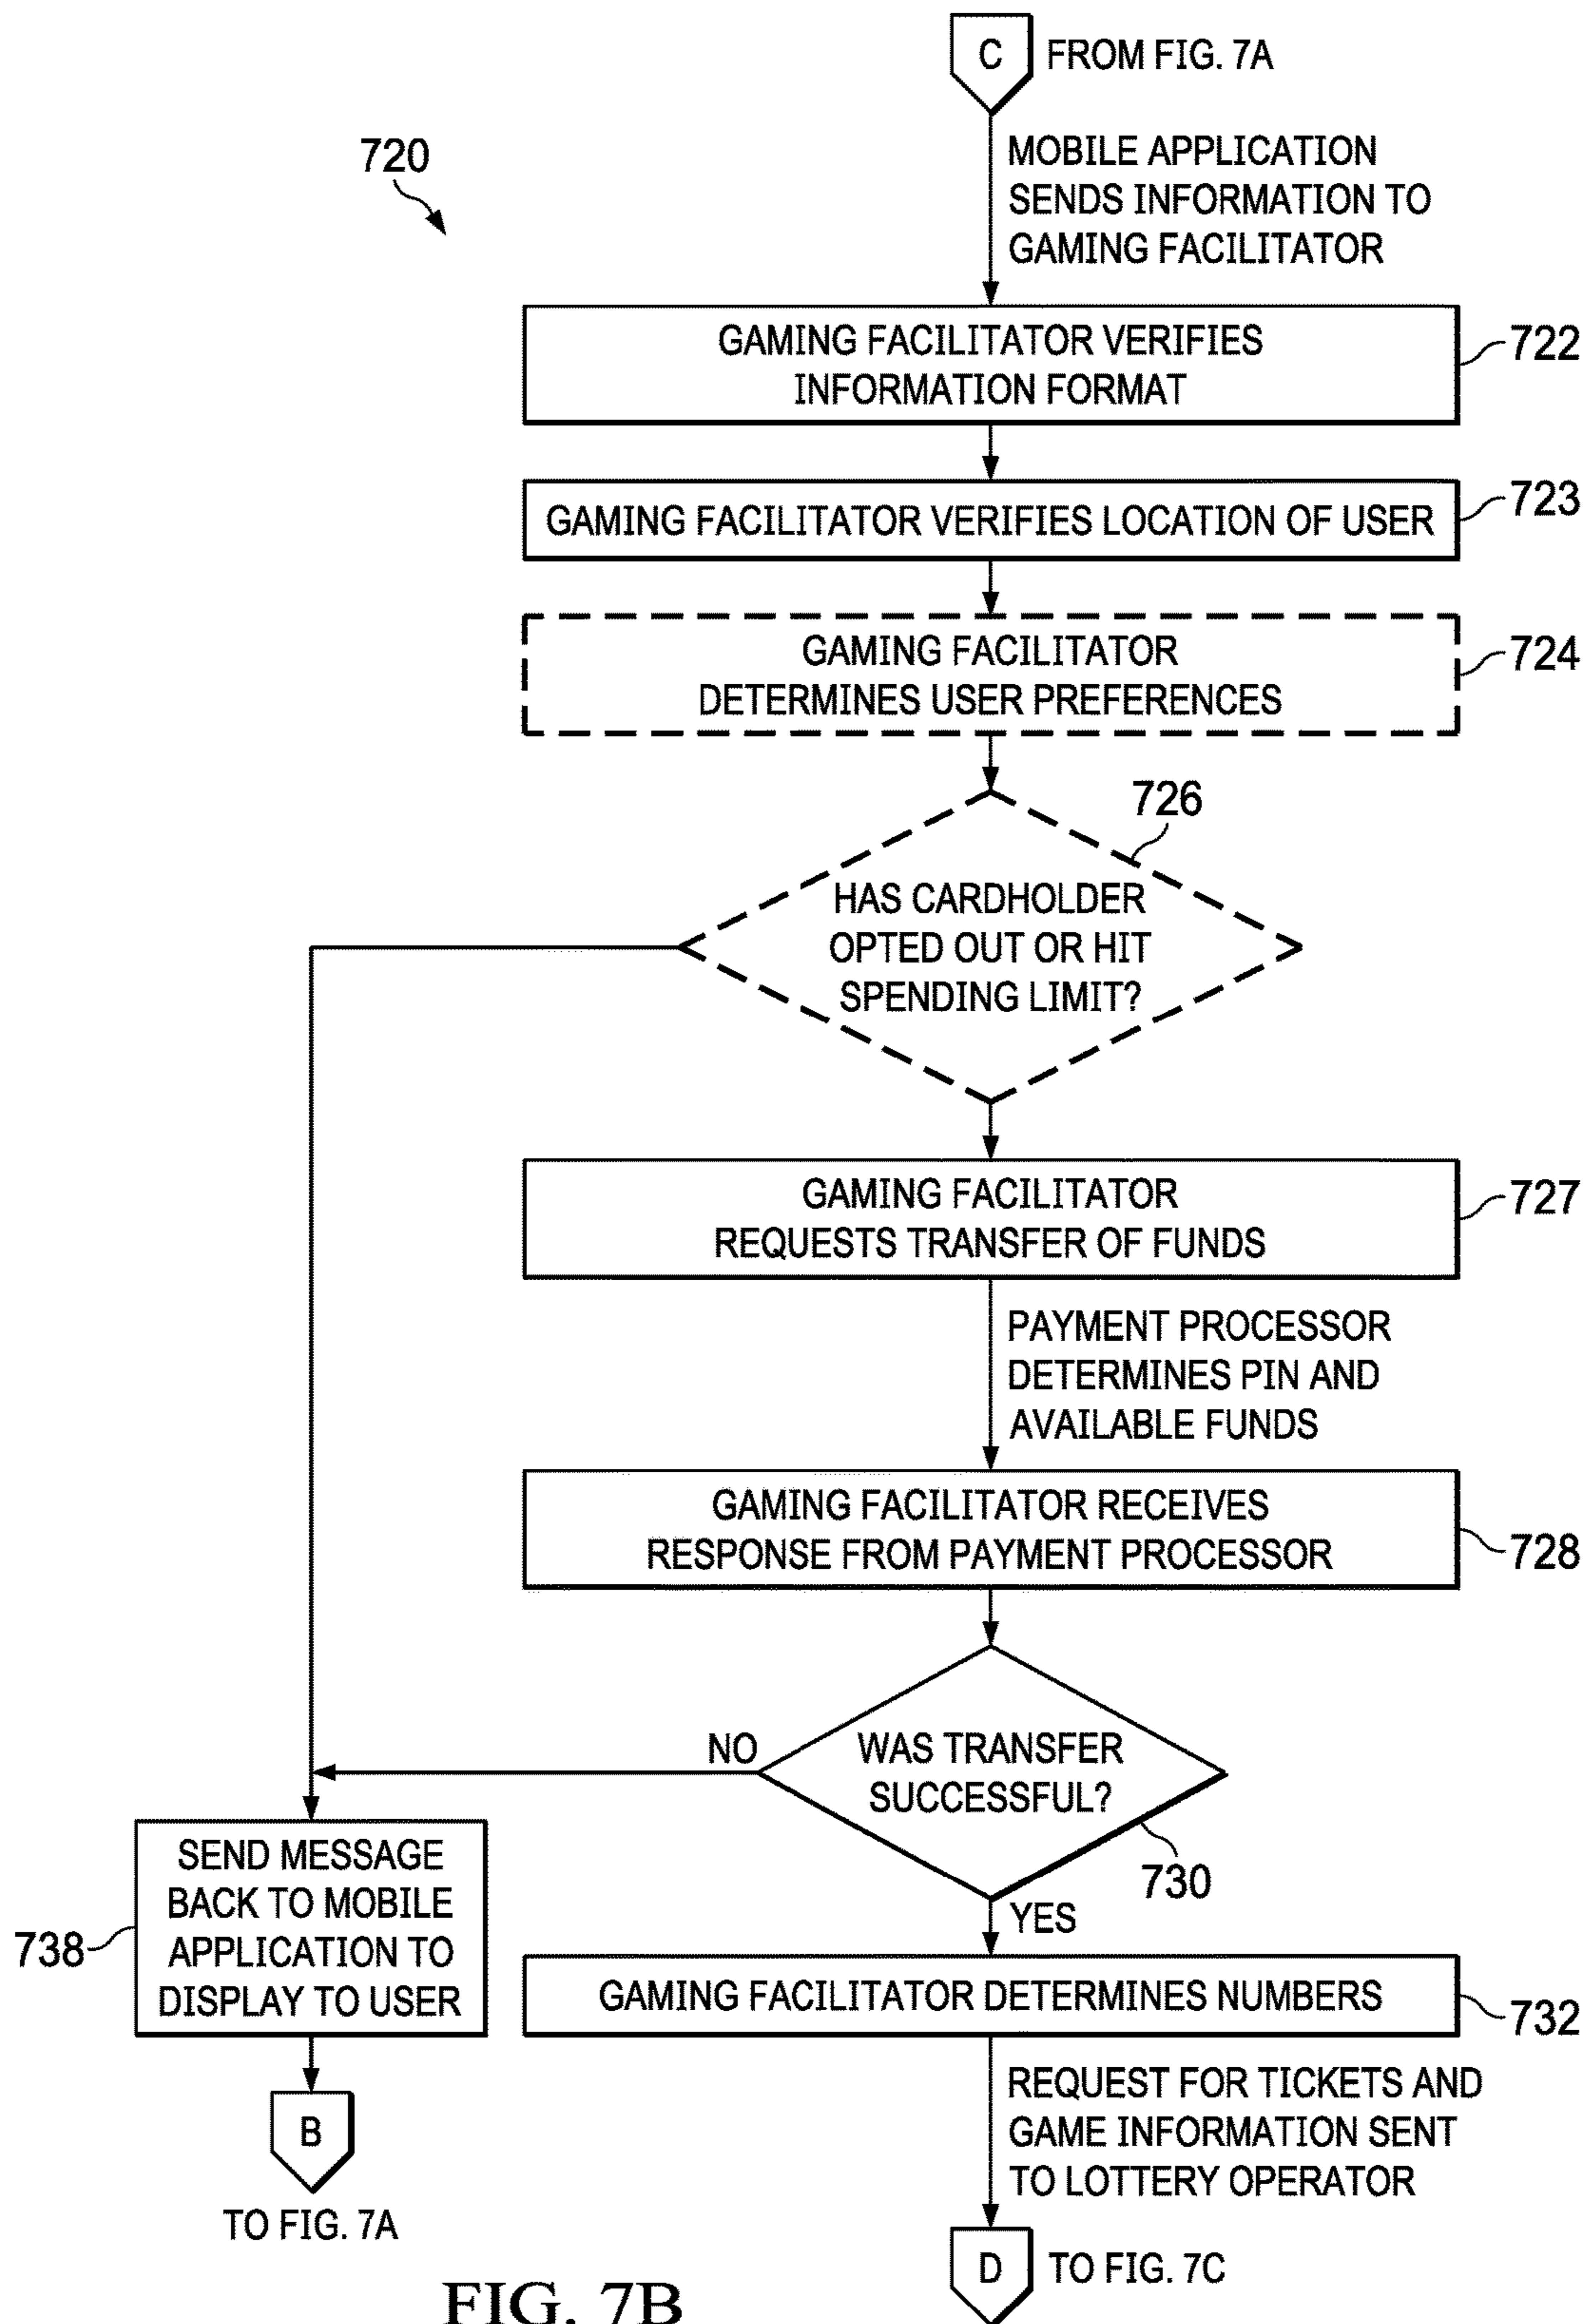 C
FROM FIG. 7A
720
MOBILE APPLICATION
SENDS INFORMATION TO
GAMING FACILITATOR
GAMING FACILITATOR VERIFIES
INFORMATION FORMAT
722
GAMING FACILITATOR VERIFIES LOCATION OF USER
723
GAMING FACILITATOR
DETERMINES USER PREFERENCES
724
726
HAS CARDHOLDER
OPTED OUT OR HIT
SPENDING LIMIT?
GAMING FACILITATOR
REQUESTS TRANSFER OF FUNDS
727
PAYMENT PROCESSOR
DETERMINES PIN AND
AVAILABLE FUNDS
GAMING FACILITATOR RECEIVES
RESPONSE FROM PAYMENT PROCESSOR
728
NO
WAS TRANSFER
SUCCESSFUL?
730
YES
SEND MESSAGE
BACK TO MOBILE
APPLICATION TO
DISPLAY TO USER
738
GAMING FACILITATOR DETERMINES NUMBERS
732
REQUEST FOR TICKETS AND
GAME INFORMATION SENT
TO LOTTERY OPERATOR
B
TO FIG. 7A
D
TO FIG. 7C
FIG. 7B